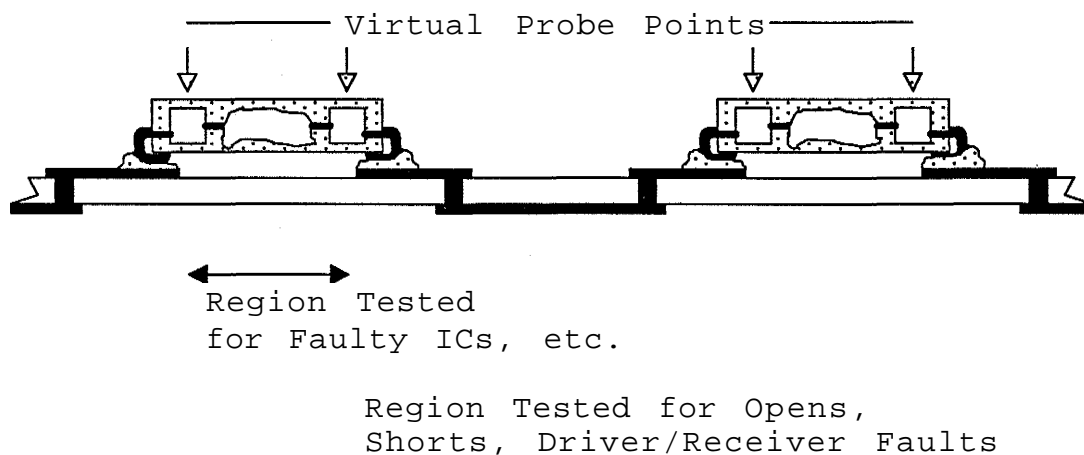 Virtual Probe Points
Region Tested
for Faulty ICs, etc.
Region Tested for Opens,
Shorts, Driver/Receiver Faults